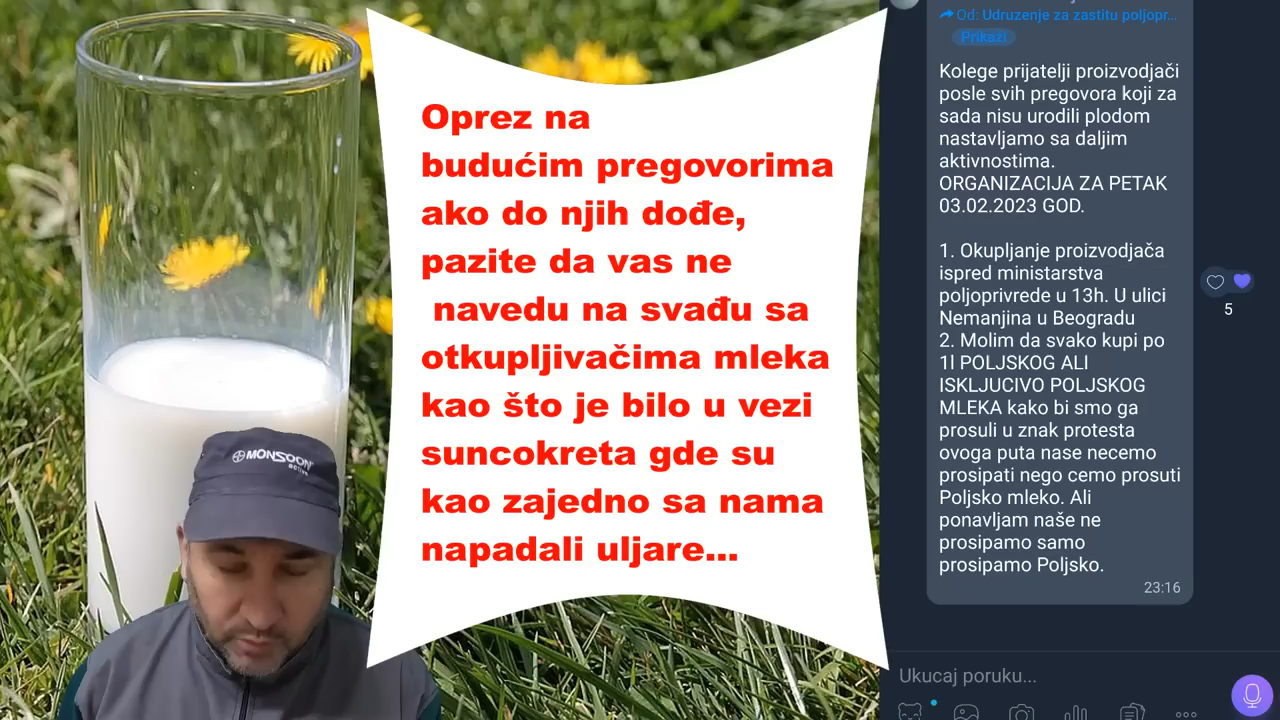 MONSOON
active
Oprez na
budućim pregovorima
ako do njih dođe,
pazite da vas ne
navedu na svađu sa
otkupljivačima mleka
kao što je bilo u vezi
suncokreta gde su
kao zajedno sa nama
napadali uljare...
Od: Udruzenje za zastitu poljopr...
Prikaži
Kolege prijatelji proizvodjači
posle svih pregovora koji za
sada nisu urodili plodom
nastavljamo sa daljim
aktivnostima.
ORGANIZACIJA ZA PETAK
03.02.2023 GOD.
1. Okupljanje proizvodjača
ispred ministarstva
poljoprivrede u 13h. U ulici
Nemanjina u Beogradu
2. Molim da svako kupi po
1l POLJSKOG ALI
ISKLJUCIVO POLJSKOG
MLEKA kako bi smo ga
prosuli u znak protesta
ovoga puta nase necemo
prosipati nego cemo prosuti
Poljsko mleko. Ali
ponavljam naše ne
prosipamo samo
prosipamo Poljsko.
23:16
5
Ukucaj poruku...